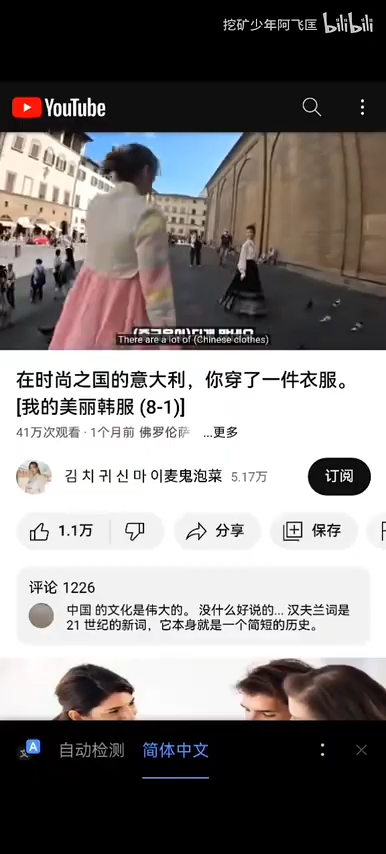 挖矿少年阿飞匡 bilibili
YouTube
There are a lot of (Chinese clothes)
在时尚之国的意大利，你穿了一件衣服。
[我的美丽韩服 (8-1)]
41万次观看 · 1个月前 佛罗伦萨 ...更多
김 치 귀 신 마 이麦鬼泡菜 5.17万
订阅
1.1万
分享
保存
评论 1226
中国 的文化是伟大的。 没什么好说的... 汉夫兰词是
21 世纪的新词，它本身就是一个简短的历史。
文 A 自动检测 简体中文